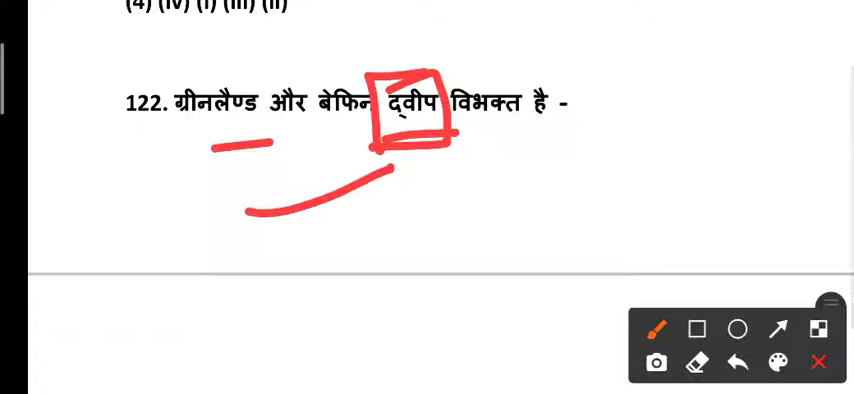 (4) (iv) (i) (iii) (ii)
122. ग्रीनलैण्ड और बेफिन द्वीप विभक्त है -